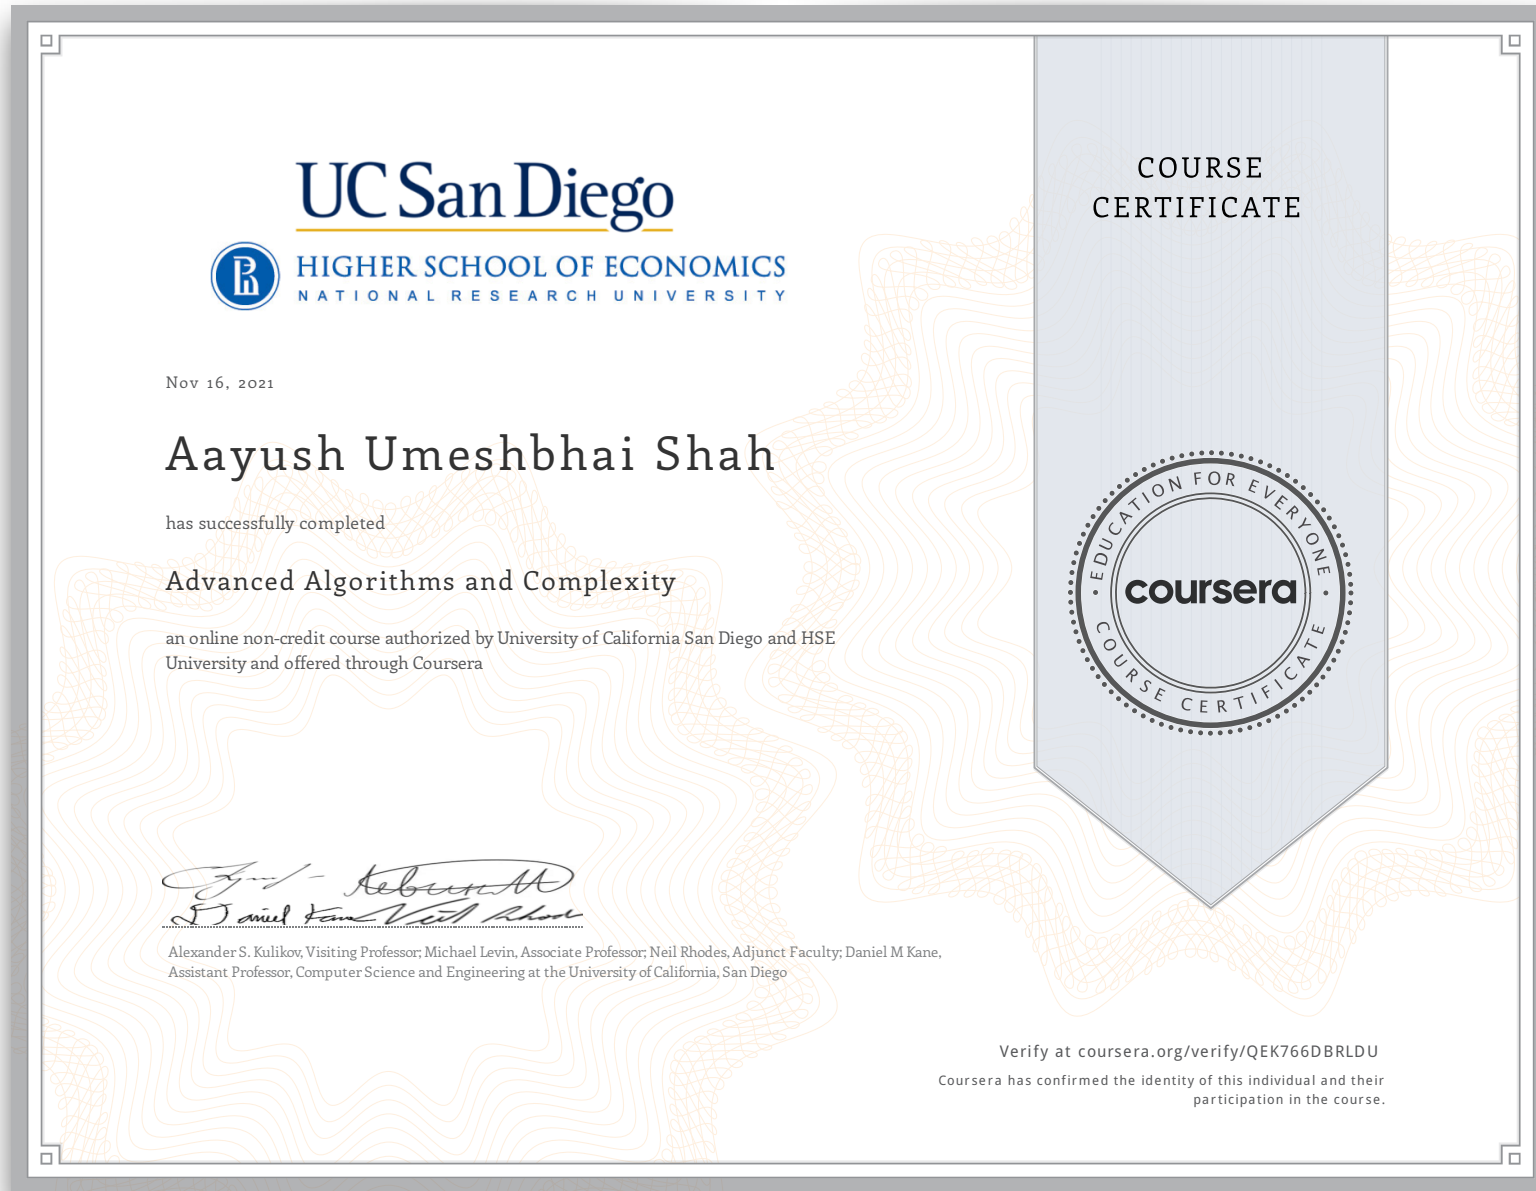 UC San Diego
HIGHER SCHOOL OF ECONOMICS
NATIONAL RESEARCH UNIVERSITY
Nov 16, 2021
Aayush Umeshbhai Shah
has successfully completed
Advanced Algorithms and Complexity
an online non-credit course authorized by University of California San Diego and HSE
University and offered through Coursera
Daniel Kane
Alexander S. Kulikov, Visiting Professor; Michael Levin, Associate Professor; Neil Rhodes, Adjunct Faculty; Daniel M Kane,
Assistant Professor, Computer Science and Engineering at the University of California, San Diego
COURSE
CERTIFICATE
EDUCATION FOR EVERYONE
coursera
COURSE CERTIFICATE
Verify at coursera.org/verify/QEK766DBRLDU
Coursera has confirmed the identity of this individual and their
participation in the course.